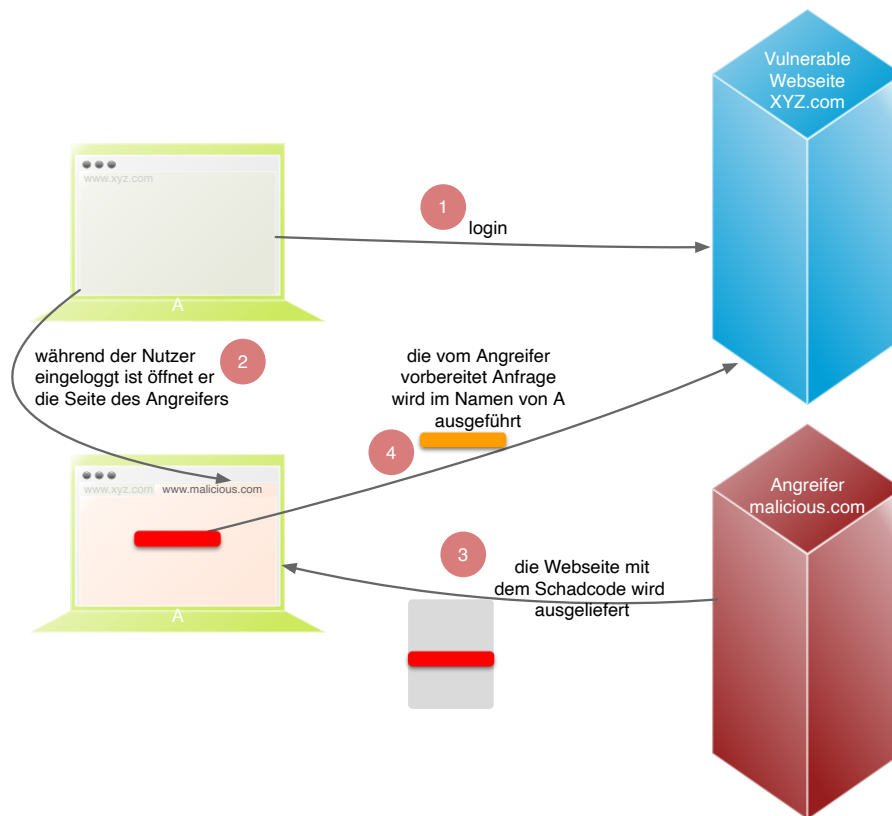 Vulnerable
Webseite
XYZ.com
www.xyz.com
1
login
A
während der Nutzer
eingeloggt ist öffnet er
die Seite des Angreifers
2
die vom Angreifer
vorbereitet Anfrage
wird im Namen von A
ausgeführt
4
www.xyz.com
www.malicious.com
A
3
die Webseite mit
dem Schadcode wird
ausgeliefert
Angreifer
malicious.com